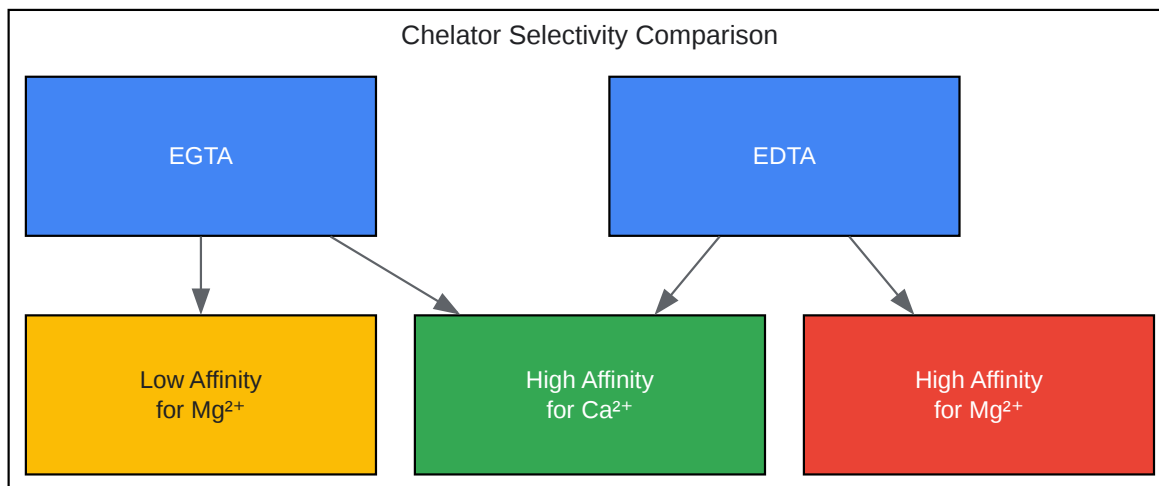 Chelator Selectivity Comparison
EGTA
EDTA
Low Affinity
for Mg²⁺
High Affinity
for Ca²⁺
High Affinity
for Mg²⁺